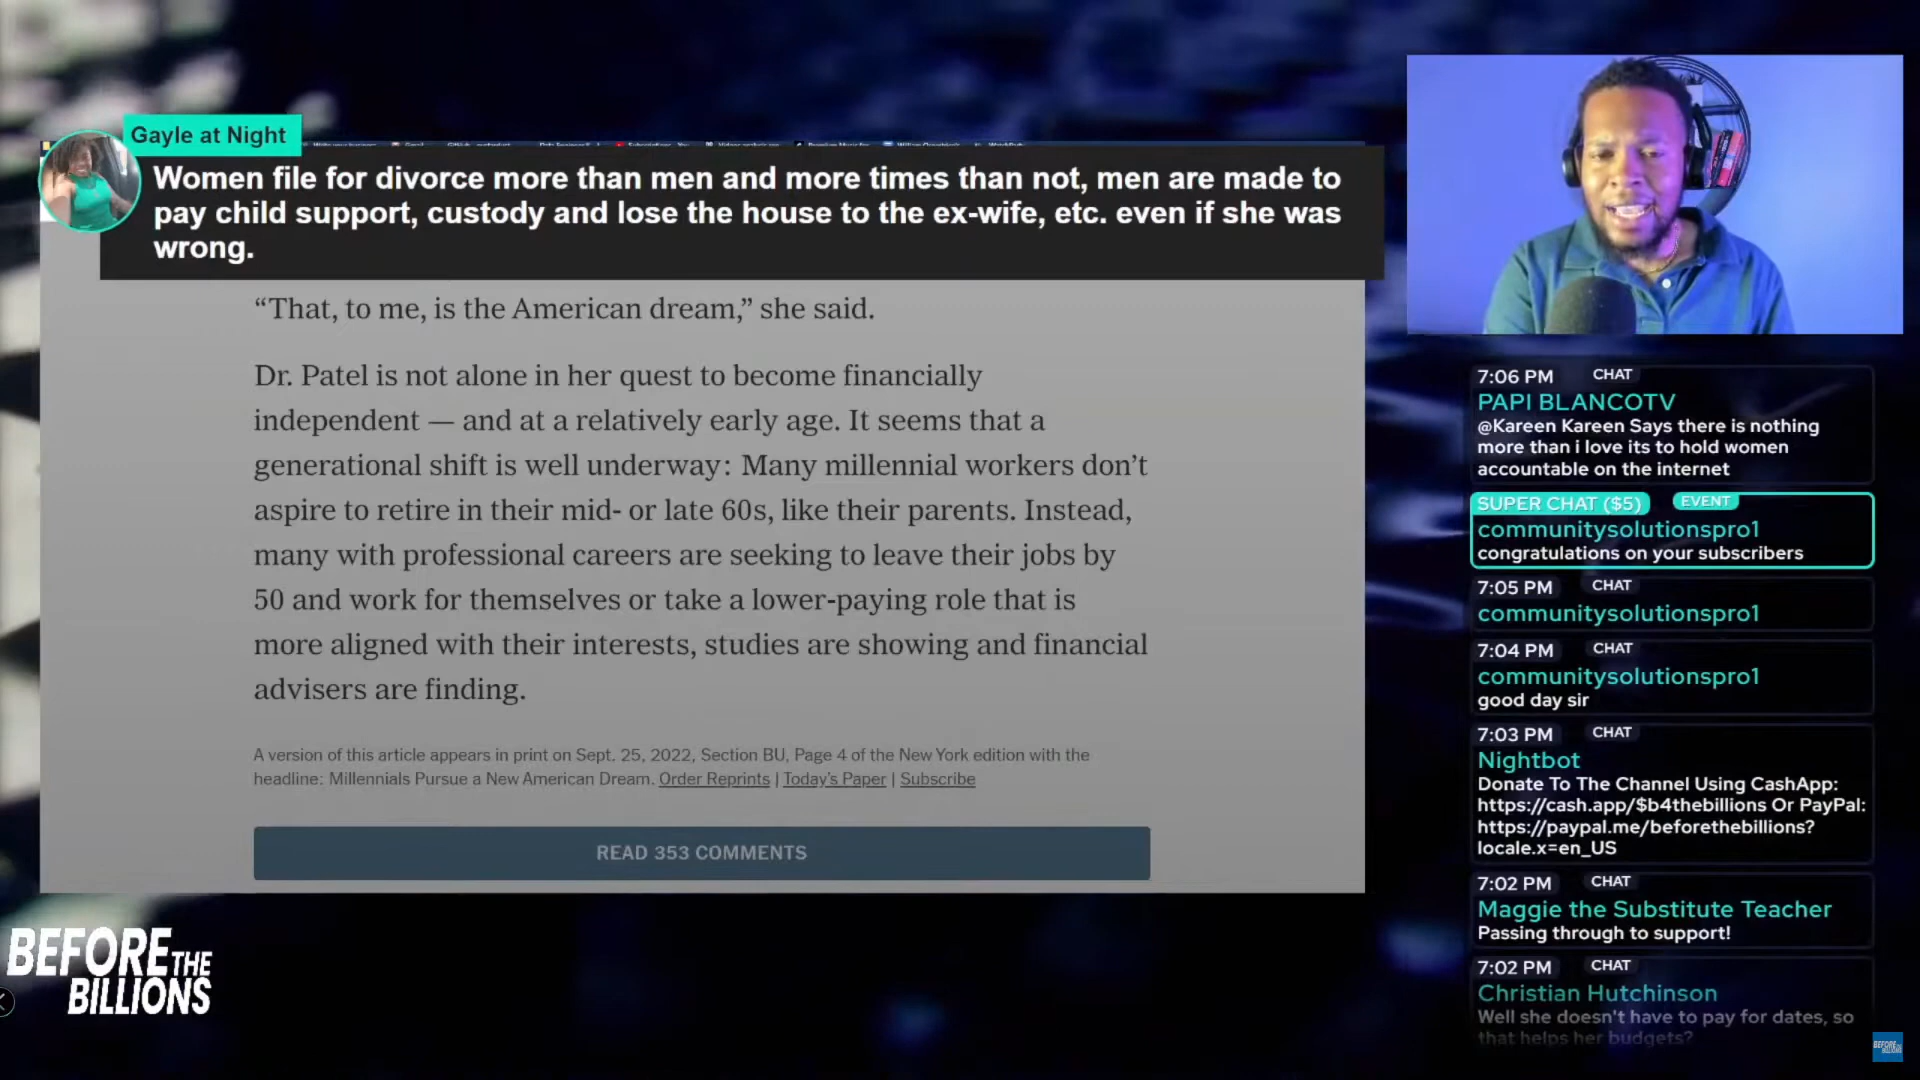 Gayle at Night
Women file for divorce more than men and more times than not, men are made to
pay child support, custody and lose the house to the ex-wife, etc. even if she was
wrong.
“That, to me, is the American dream,” she said.
Dr. Patel is not alone in her quest to become financially
independent — and at a relatively early age. It seems that a
generational shift is well underway: Many millennial workers don’t
aspire to retire in their mid- or late 60s, like their parents. Instead,
many with professional careers are seeking to leave their jobs by
50 and work for themselves or take a lower-paying role that is
more aligned with their interests, studies are showing and financial
advisers are finding.
A version of this article appears in print on Sept. 25, 2022, Section BU, Page 4 of the New York edition with the
headline: Millennials Pursue a New American Dream. Order Reprints | Today’s Paper | Subscribe
READ 353 COMMENTS
BEFORE THE
BILLIONS
7:06 PM CHAT
PAPI BLANCOTV
@Kareen Kareen Says there is nothing
more than i love its to hold women
accountable on the internet
SUPER CHAT ($5) EVENT
communitysolutionspro1
congratulations on your subscribers
7:05 PM CHAT
communitysolutionspro1
7:04 PM CHAT
communitysolutionspro1
good day sir
7:03 PM CHAT
Nightbot
Donate To The Channel Using CashApp:
https://cash.app/$b4thebillions Or PayPal:
https://paypal.me/beforethebillions?
locale.x=en_US
7:02 PM CHAT
Maggie the Substitute Teacher
Passing through to support!
7:02 PM CHAT
Christian Hutchinson
Well she doesn't have to pay for dates, so
that helps her budgets?
BEFORE THE
BILLIONS